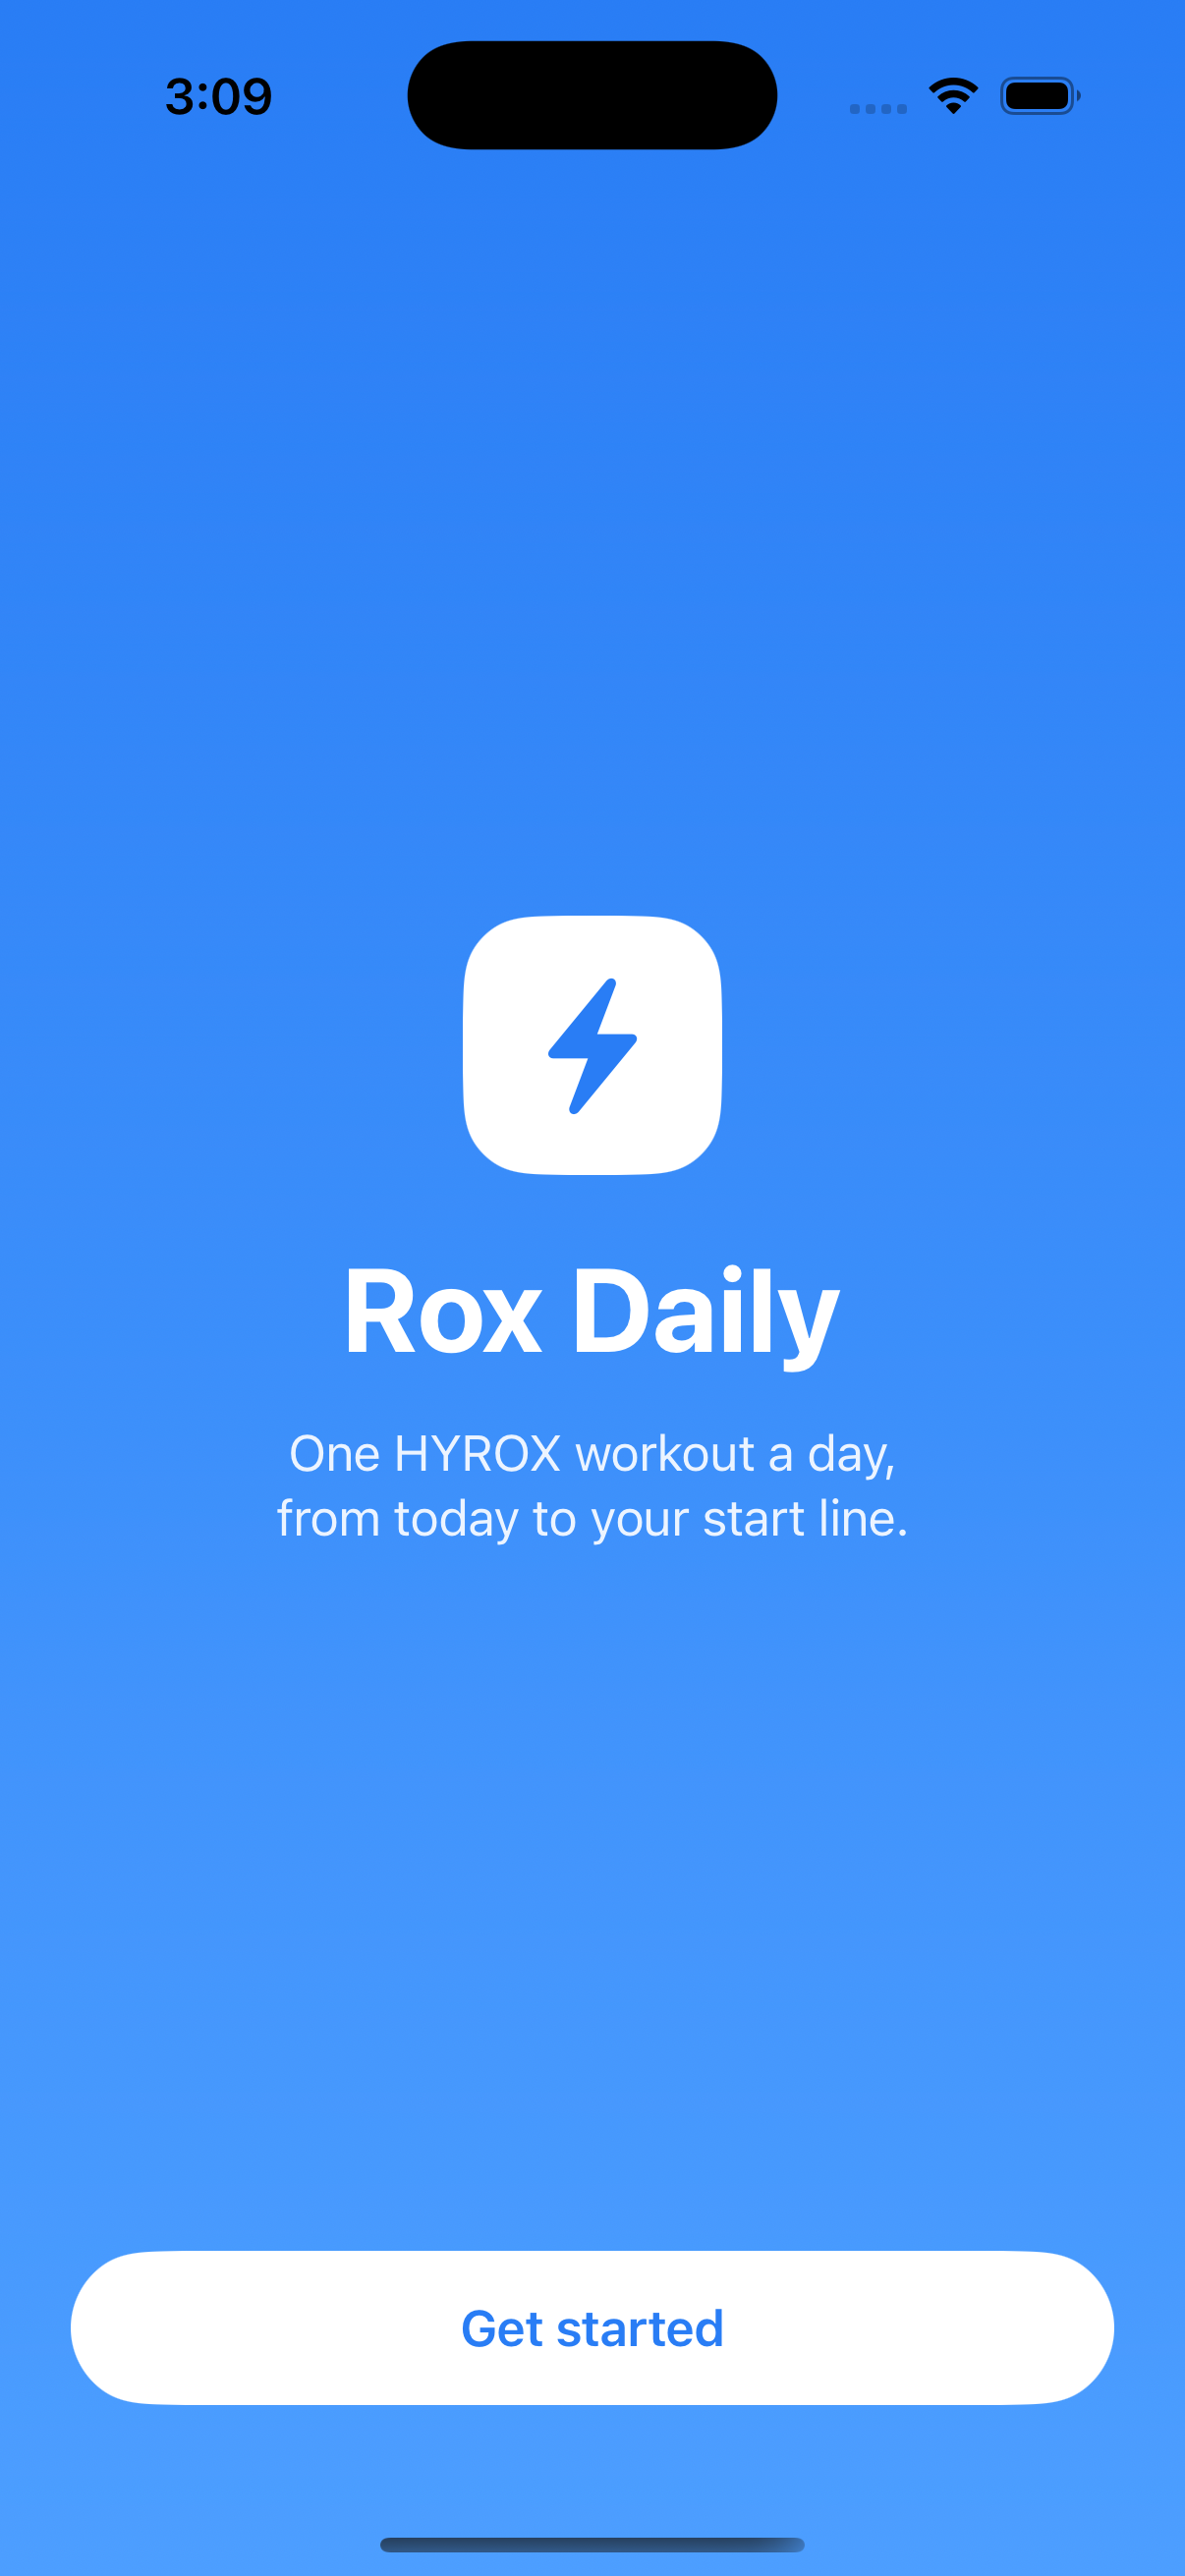 3:09
Rox Daily
One HYROX workout a day,
from today to your start line.
Get started